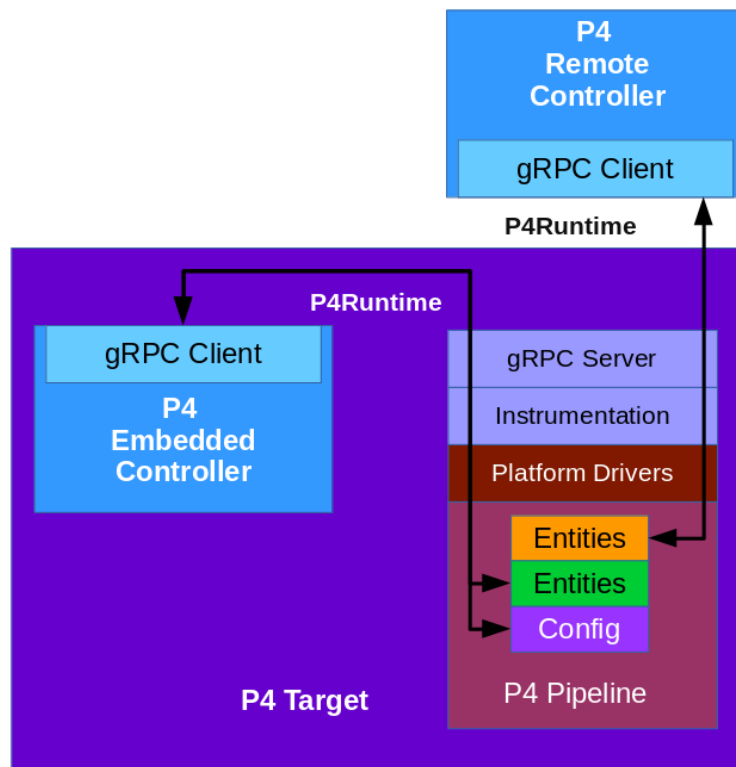 P4
Remote
Controller
gRPC Client
P4Runtime
P4Runtime
gRPC Client
P4
Embedded
Controller
gRPC Server
Instrumentation
Platform Drivers
Entities
Entities
Config
P4 Pipeline
P4 Target